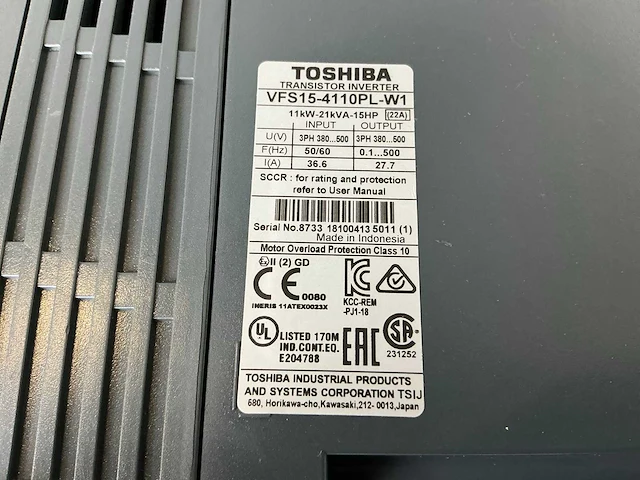 TOSHIBA
TRANSISTOR INVERTER
VFS15-4110PL-W1
11kW-21kVA-15HP (22A)
INPUT OUTPUT
U(V) 3PH 380...500 3PH 380...500
F(Hz) 50/60 0.1...500
I(A) 36.6 27.7
SCCR : for rating and protection
refer to User Manual
Serial No.8733 18100413 5011 (1)
Made in Indonesia
Motor Overload Protection Class 10
Ex II (2) GD
CE 0080
INERIS 11ATEX0023X
KCC-REM
-PJ1-18
UL LISTED 170M
IND.CONT.EQ.
E204788
EAC
SA
231252
TOSHIBA INDUSTRIAL PRODUCTS
AND SYSTEMS CORPORATION TSIJ
580, Horikawa-cho,Kawasaki,212- 0013,Japan